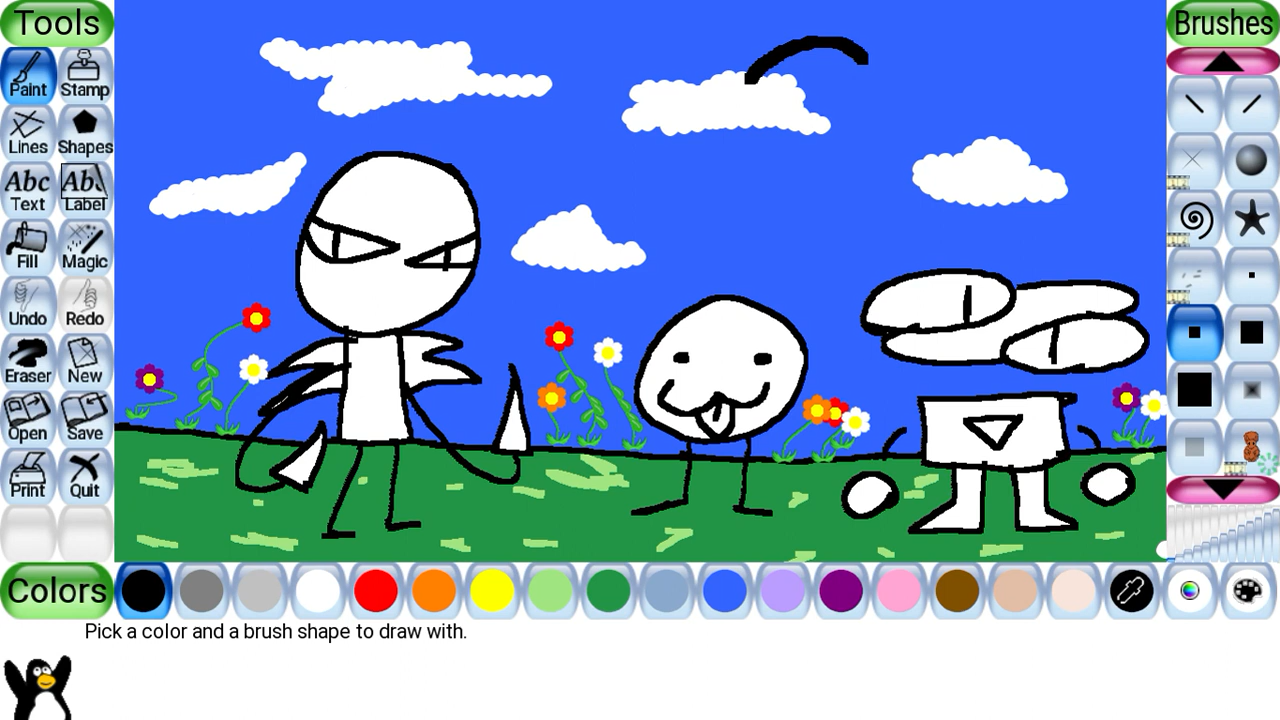 Tools
Brushes
Paint
Stamp
Lines
Shapes
Abc
Text
Abc
Label
Fill
Magic
Undo
Redo
Eraser
New
Open
Save
Print
Quit
Colors
Pick a color and a brush shape to draw with.